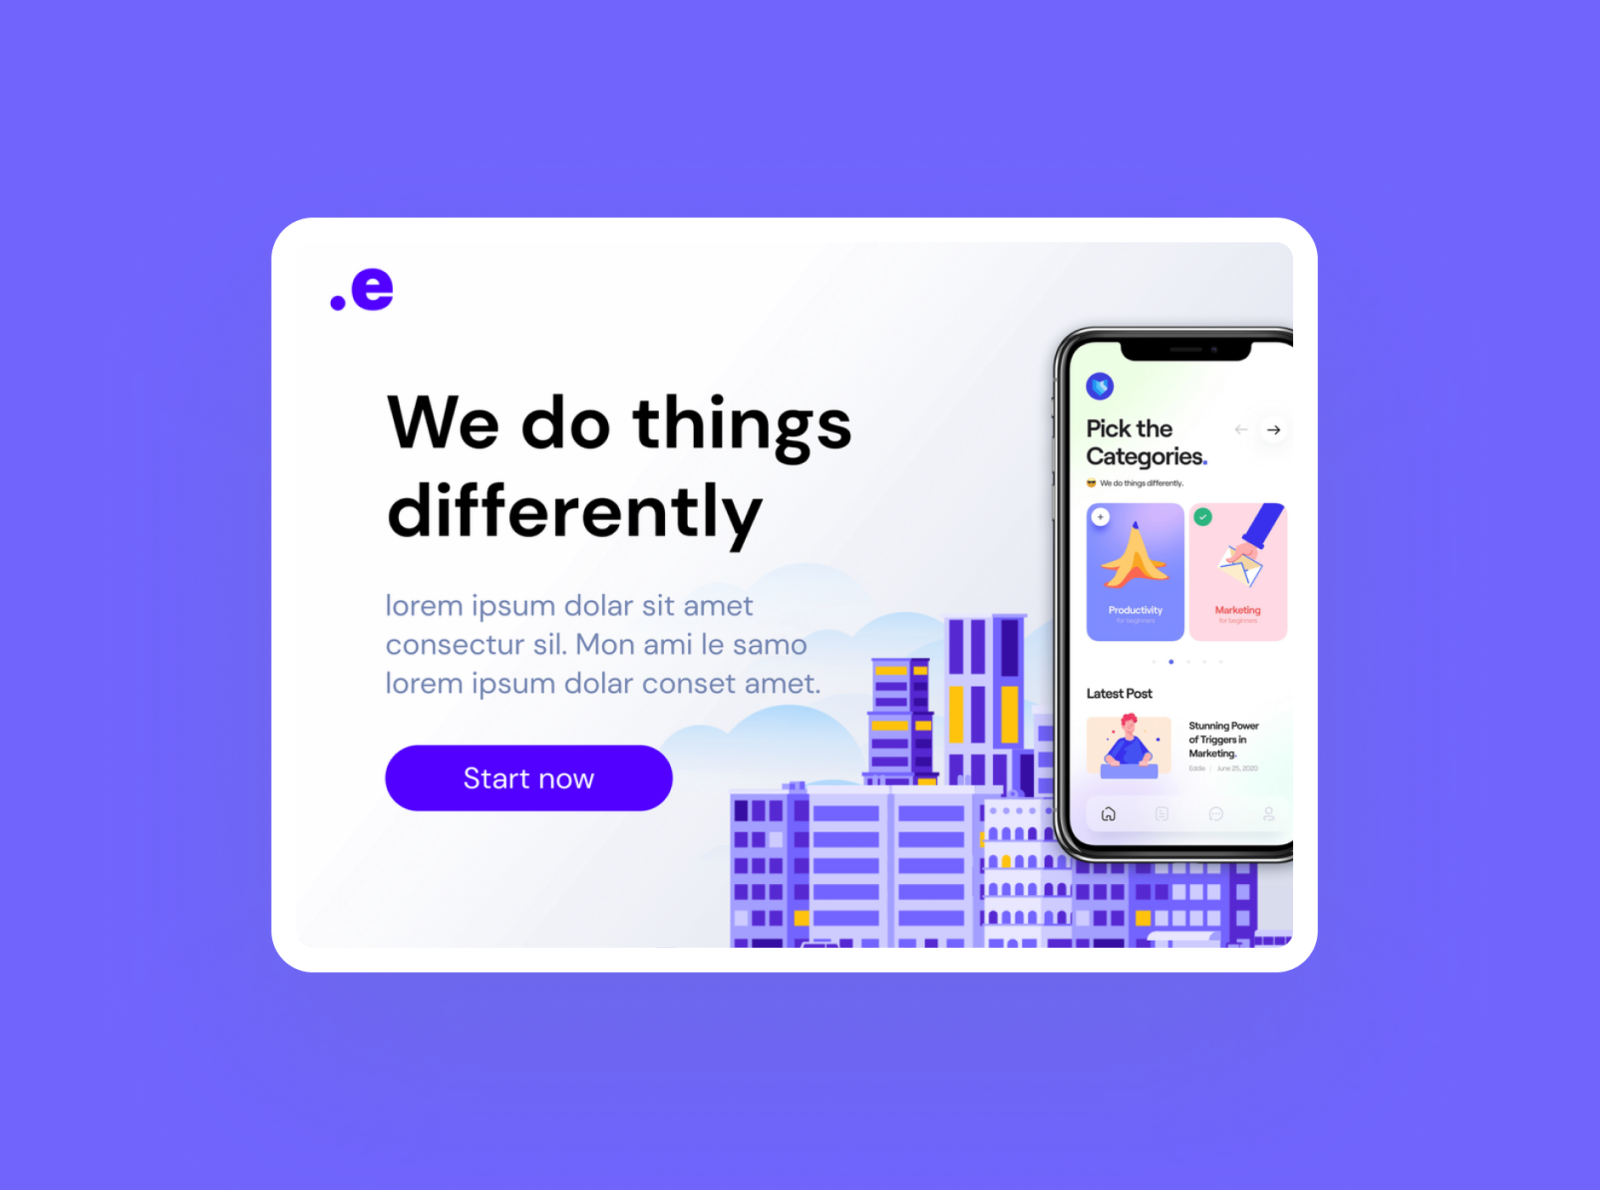 .e
We do things
differently
lorem ipsum dolar sit amet
consectur sil. Mon ami le samo
lorem ipsum dolar conset amet.
Start now
Pick the
Categories.
We do things differently.
Productivity
for beginners
Marketing
for beginners
Latest Post
Stunning Power
of Triggers in
Marketing.
Eddie | June 25, 2020